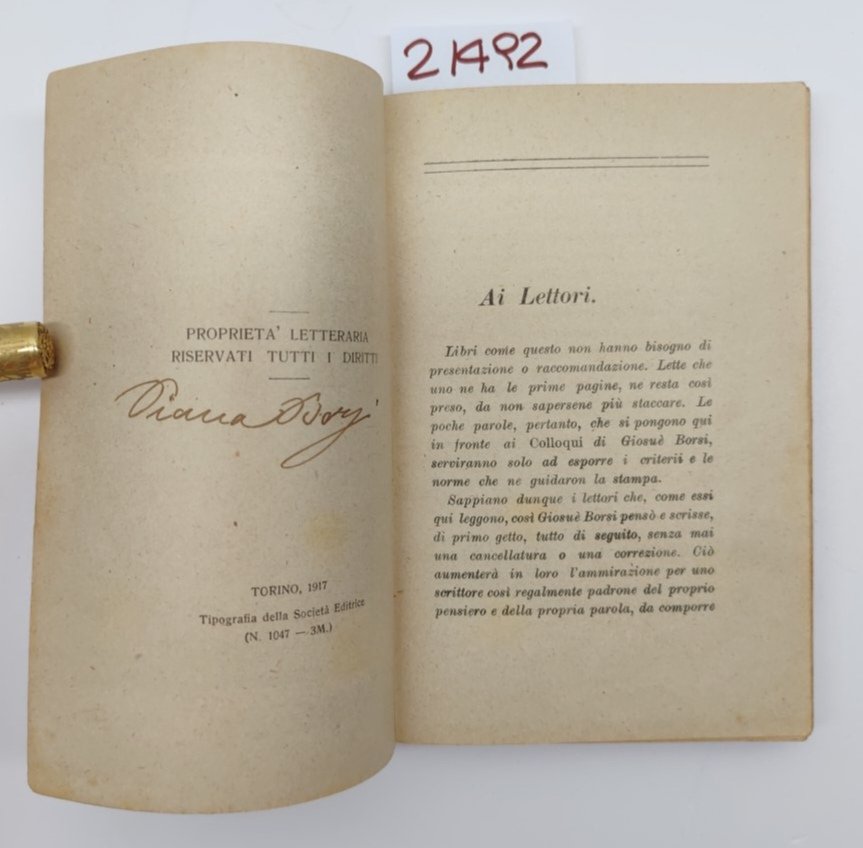 21492
PROPRIETA' LETTERARIA
RISERVATI TUTTI I DIRITTI
Diana Borsi
TORINO, 1917
Tipografia della Società Editrice
(N. 1047 — 3M.)
Ai Lettori.
Libri come questo non hanno bisogno di
presentazione o raccomandazione. Lette che
uno ne ha le prime pagine, ne resta così
preso, da non sapersene più staccare. Le
poche parole, pertanto, che si pongono qui
in fronte ai Colloqui di Giosuè Borsi,
serviranno solo ad esporre i criterii e le
norme che ne guidaron la stampa.
Sappiano dunque i lettori che, come essi
qui leggono, così Giosuè Borsi pensò e scrisse,
di primo getto, tutto di seguito, senza mai
una cancellatura o una correzione. Ciò
aumenterà in loro l'ammirazione per uno
scrittore così regalmente padrone del proprio
pensiero e della propria parola, da comporre